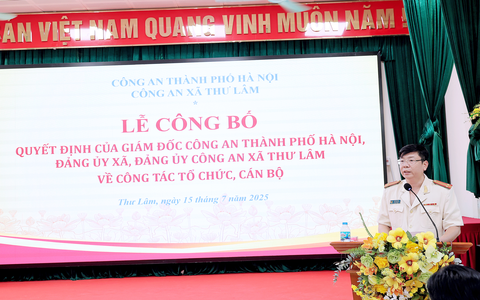 SẢN VIỆT NAM QUANG VINH MUÔN NĂM!
CÔNG AN THÀNH PHỐ HÀ NỘI
CÔNG AN XÃ THƯ LÂM
LỄ CÔNG BỐ
QUYẾT ĐỊNH CỦA GIÁM ĐỐC CÔNG AN THÀNH PHỐ HÀ NỘI,
ĐẢNG ỦY XÃ, ĐẢNG ỦY CÔNG AN XÃ THƯ LÂM
VỀ CÔNG TÁC TỔ CHỨC, CÁN BỘ
Thư Lâm, ngày 15 tháng 7 năm 2025